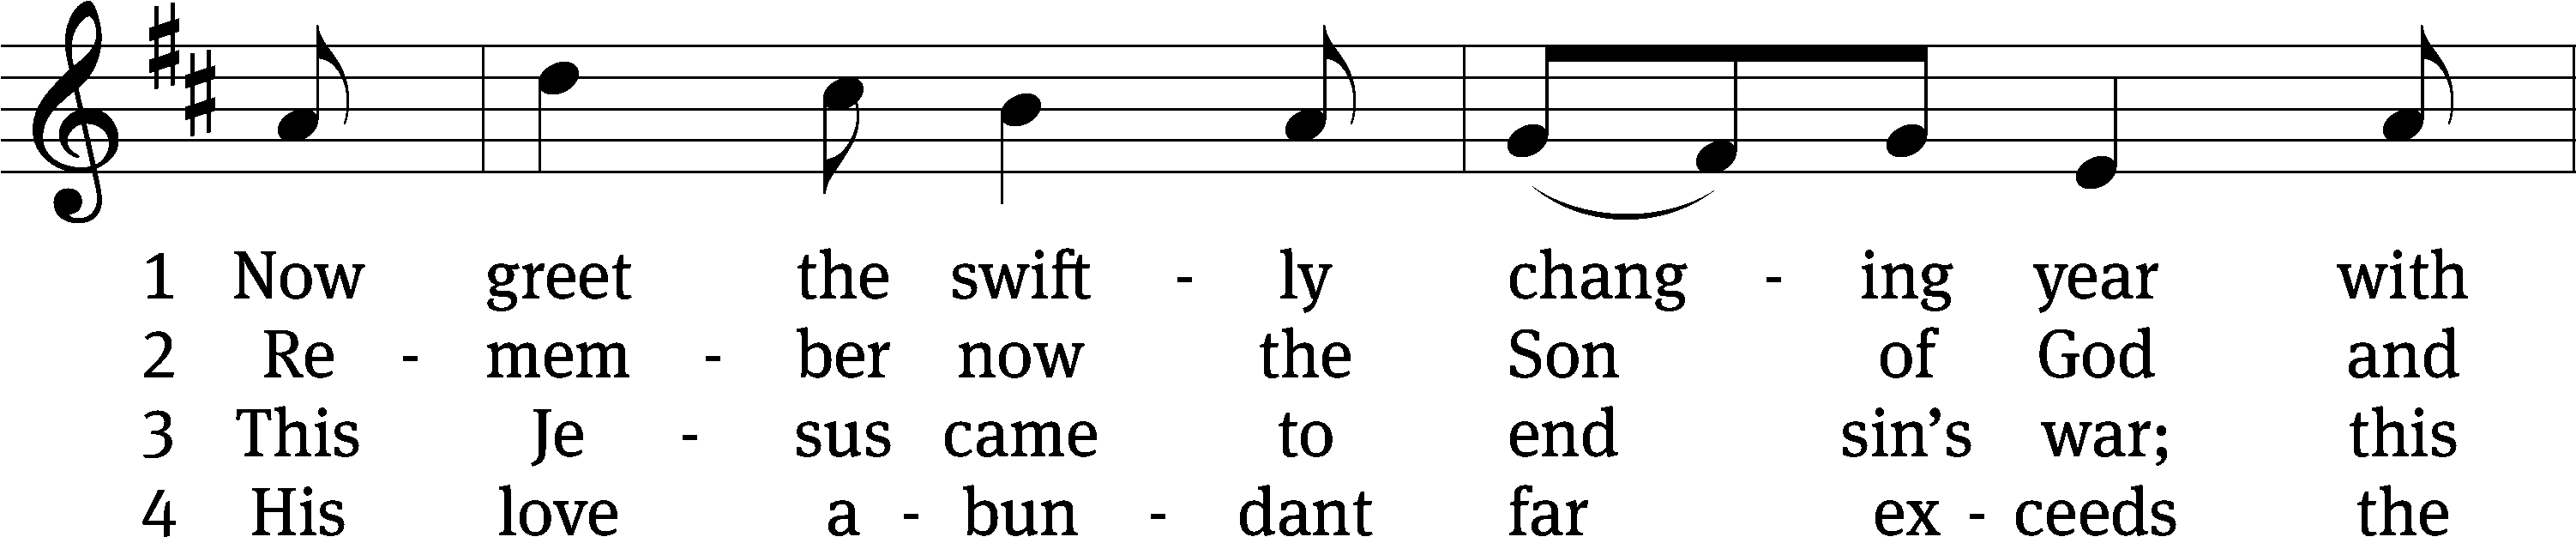 1 Now greet the swift - ly chang - ing year with
2 Re - mem - ber now the Son of God and
3 This Je - sus came to end sin’s war; this
4 His love a - bun - dant far ex - ceeds the